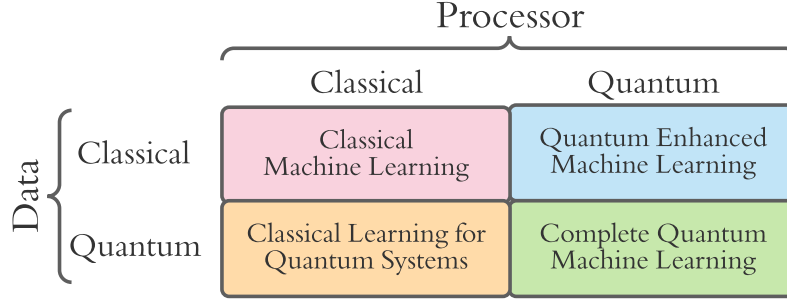 Processor
Classical
Quantum
Data
Classical
Classical
Machine Learning
Quantum Enhanced
Machine Learning
Quantum
Classical Learning for
Quantum Systems
Complete Quantum
Machine Learning